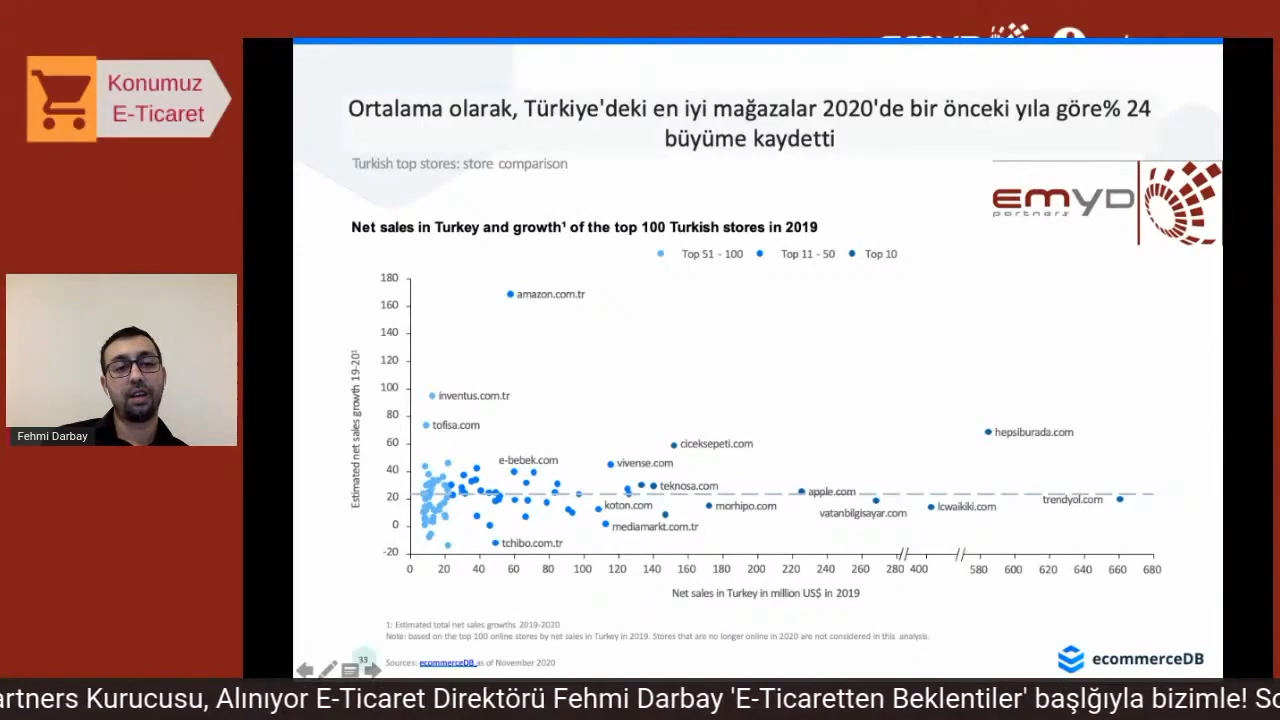 Konumuz
E-Ticaret
Ortalama olarak, Türkiye'deki en iyi mağazalar 2020'de bir önceki yıla göre% 24
büyüme kaydetti
Turkish top stores: store comparison
emyd
partners
Net sales in Turkey and growth¹ of the top 100 Turkish stores in 2019
Top 51 - 100
Top 11 - 50
Top 10
Estimated net sales growth 19-20¹
180
160
140
120
100
80
60
40
20
0
-20
amazon.com.tr
inventus.com.tr
tofisa.com
hepsiburada.com
ciceksepeti.com
e-bebek.com
vivense.com
teknosa.com
apple.com
trendyol.com
koton.com
morhipo.com
vatanbilgisayar.com
lcwaikiki.com
mediamarkt.com.tr
tchibo.com.tr
0 20 40 60 80 100 120 140 160 180 200 220 240 260 280 400 580 600 620 640 660 680
Net sales in Turkey in million US$ in 2019
1: Estimated total net sales growths 2019-2020
Note: based on the top 100 online stores by net sales in Turkey in 2019. Stores that are no longer online in 2020 are not considered in this analysis.
33
Sources: ecommerceDB as of November 2020
ecommerceDB
Fehmi Darbay
artners Kurucusu, Alınıyor E-Ticaret Direktörü Fehmi Darbay 'E-Ticaretten Beklentiler' başlğıyla bizimle! So